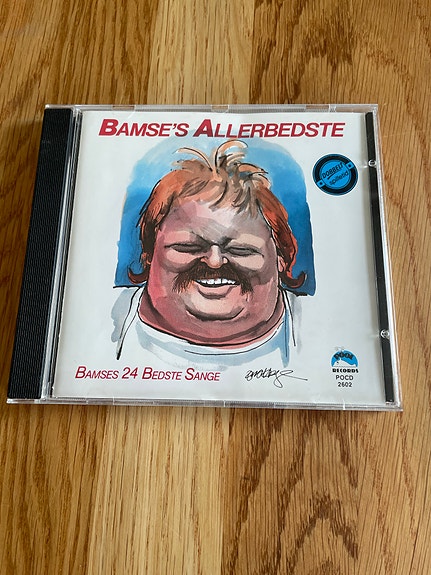 BAMSE'S ALLERBEDSTE
DOBBELT
BAMSES 24 BEDSTE SANGE
RECORDS
POCD
2602